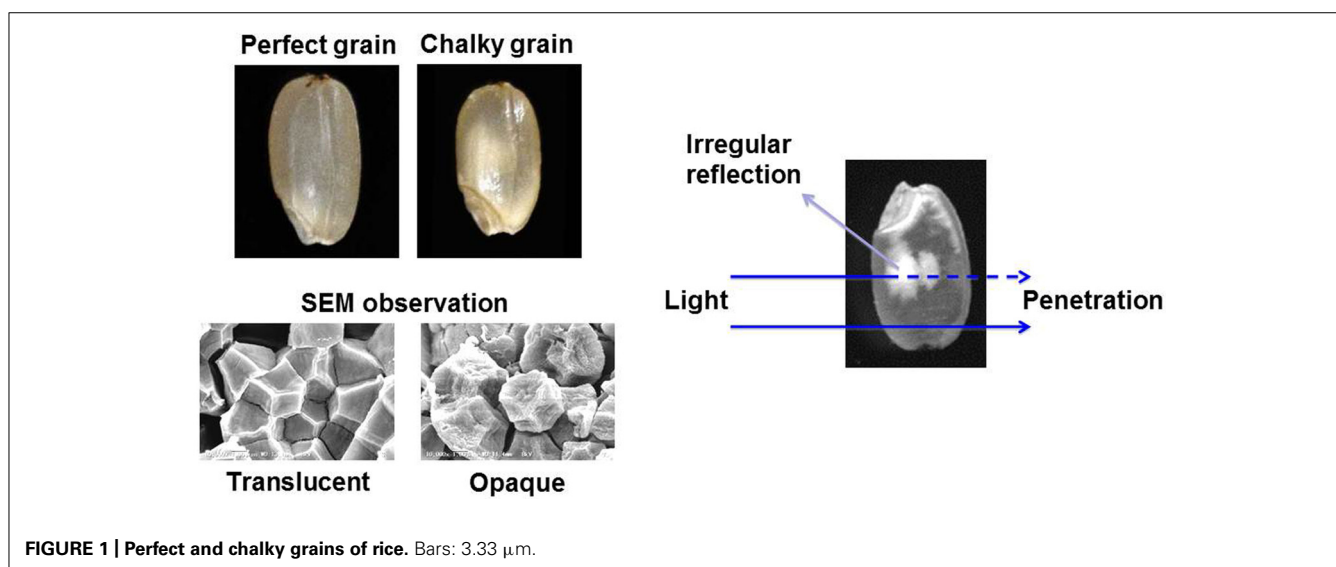 Perfect grain
Chalky grain
SEM observation
Translucent
Opaque
Irregular
reflection
Light
Penetration
FIGURE 1 | Perfect and chalky grains of rice. Bars: 3.33 μm.